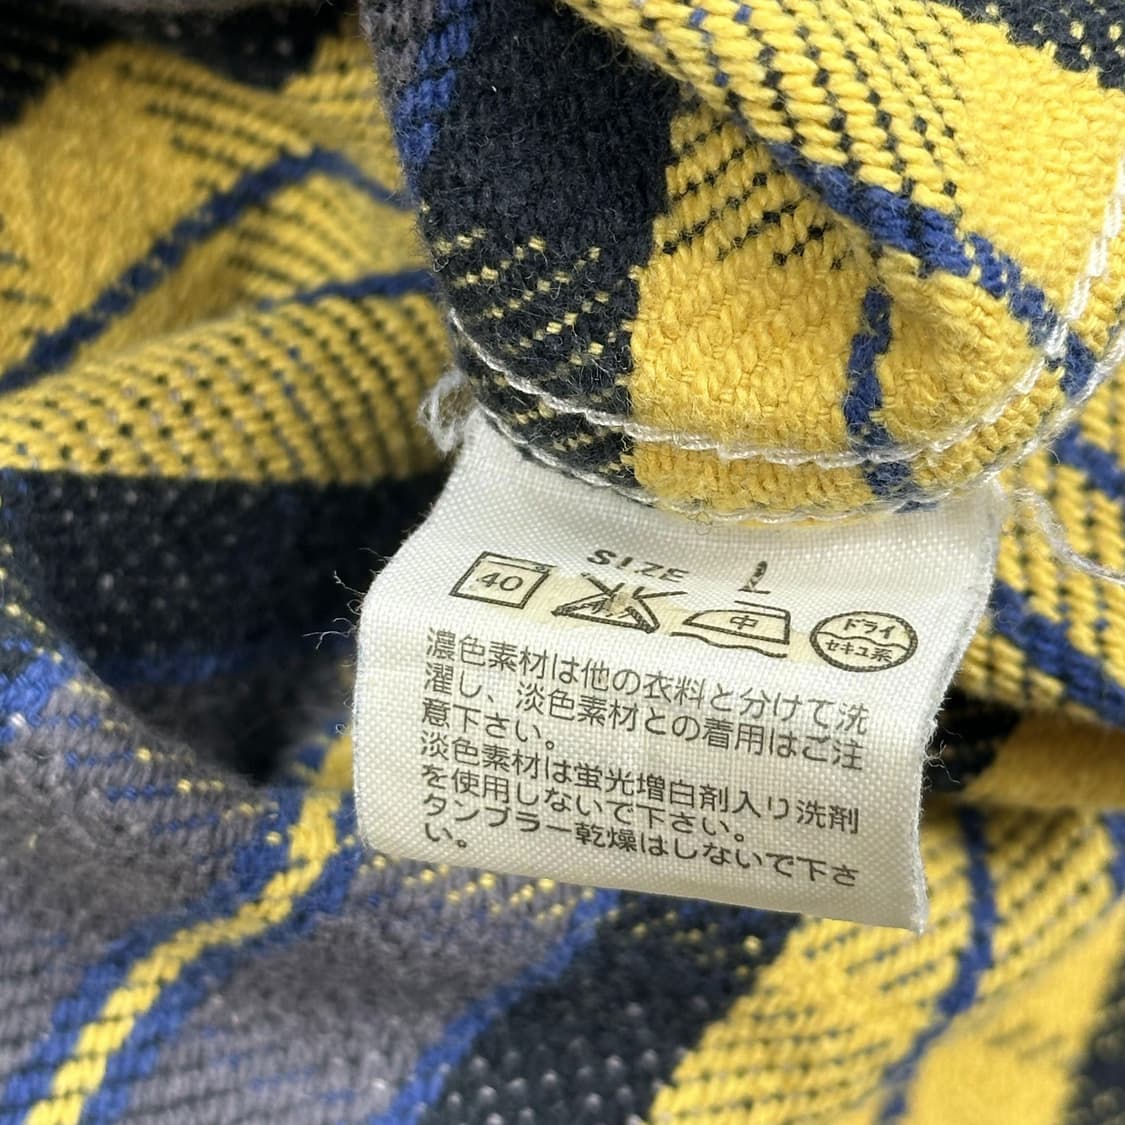 SIZE L
40 中 ドライ
セキユ系
濃色素材は他の衣料と分けて洗
濯し、淡色素材との着用はご注
意下さい。
淡色素材は蛍光増白剤入り洗剤
を使用しないで下さい。
タンブラー乾燥はしないで下さ
い。